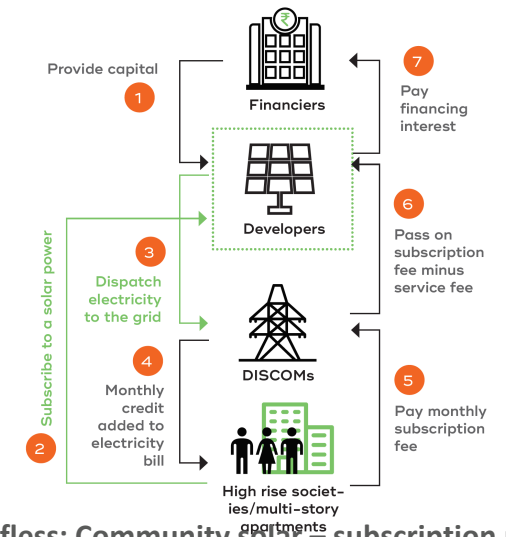 ₹
Financiers
Provide capital
1
7
Pay
financing
interest
Developers
6
Pass on
subscription
fee minus
service fee
3
Dispatch
electricity
to the grid
Subscribe to a solar power
2
DISCOMs
4
Monthly
credit
added to
electricity
bill
5
Pay monthly
subscription
fee
High rise societ-
ies/multi-story
apartments
Community solar – subscription